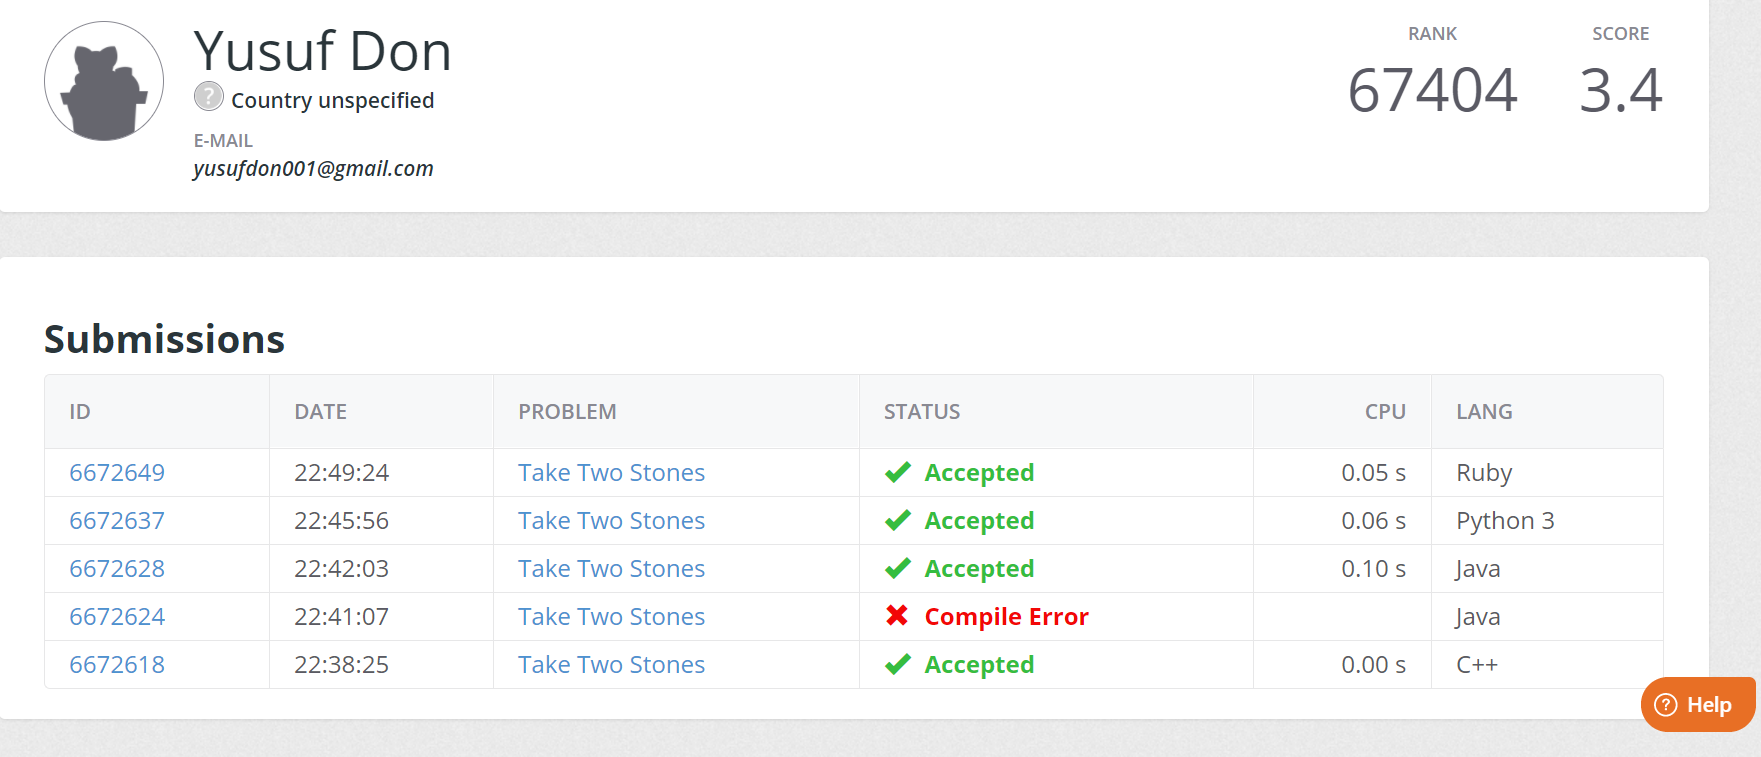 Yusuf Don
? Country unspecified
E-MAIL
yusufdon001@gmail.com
RANK
67404
SCORE
3.4
Submissions
ID DATE PROBLEM STATUS CPU LANG
6672649 22:49:24 Take Two Stones Accepted 0.05 s Ruby
6672637 22:45:56 Take Two Stones Accepted 0.06 s Python 3
6672628 22:42:03 Take Two Stones Accepted 0.10 s Java
6672624 22:41:07 Take Two Stones Compile Error Java
6672618 22:38:25 Take Two Stones Accepted 0.00 s C++
? Help